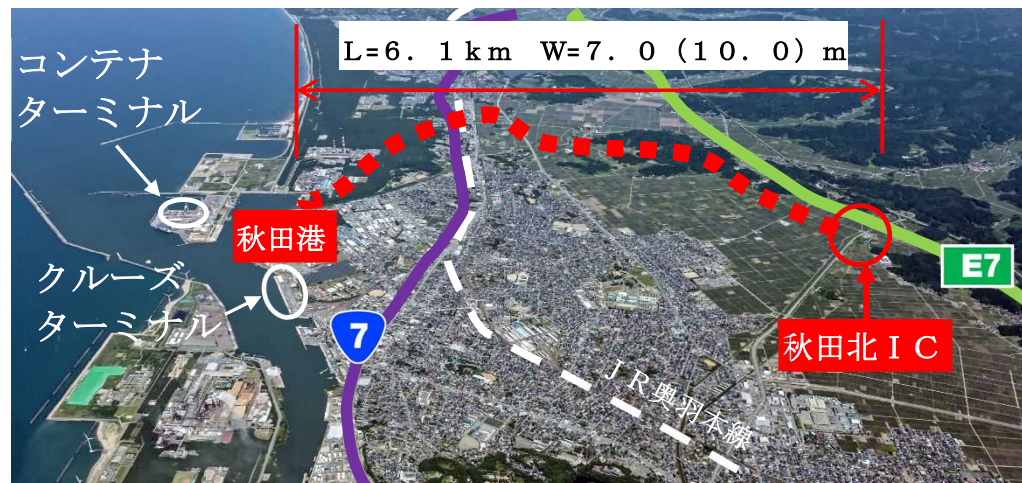 L=6．1km W=7．0（10．0）m
コンテナ
ターミナル
秋田港
クルーズ
ターミナル
7
E7
秋田北ＩＣ
ＪＲ奥羽本線